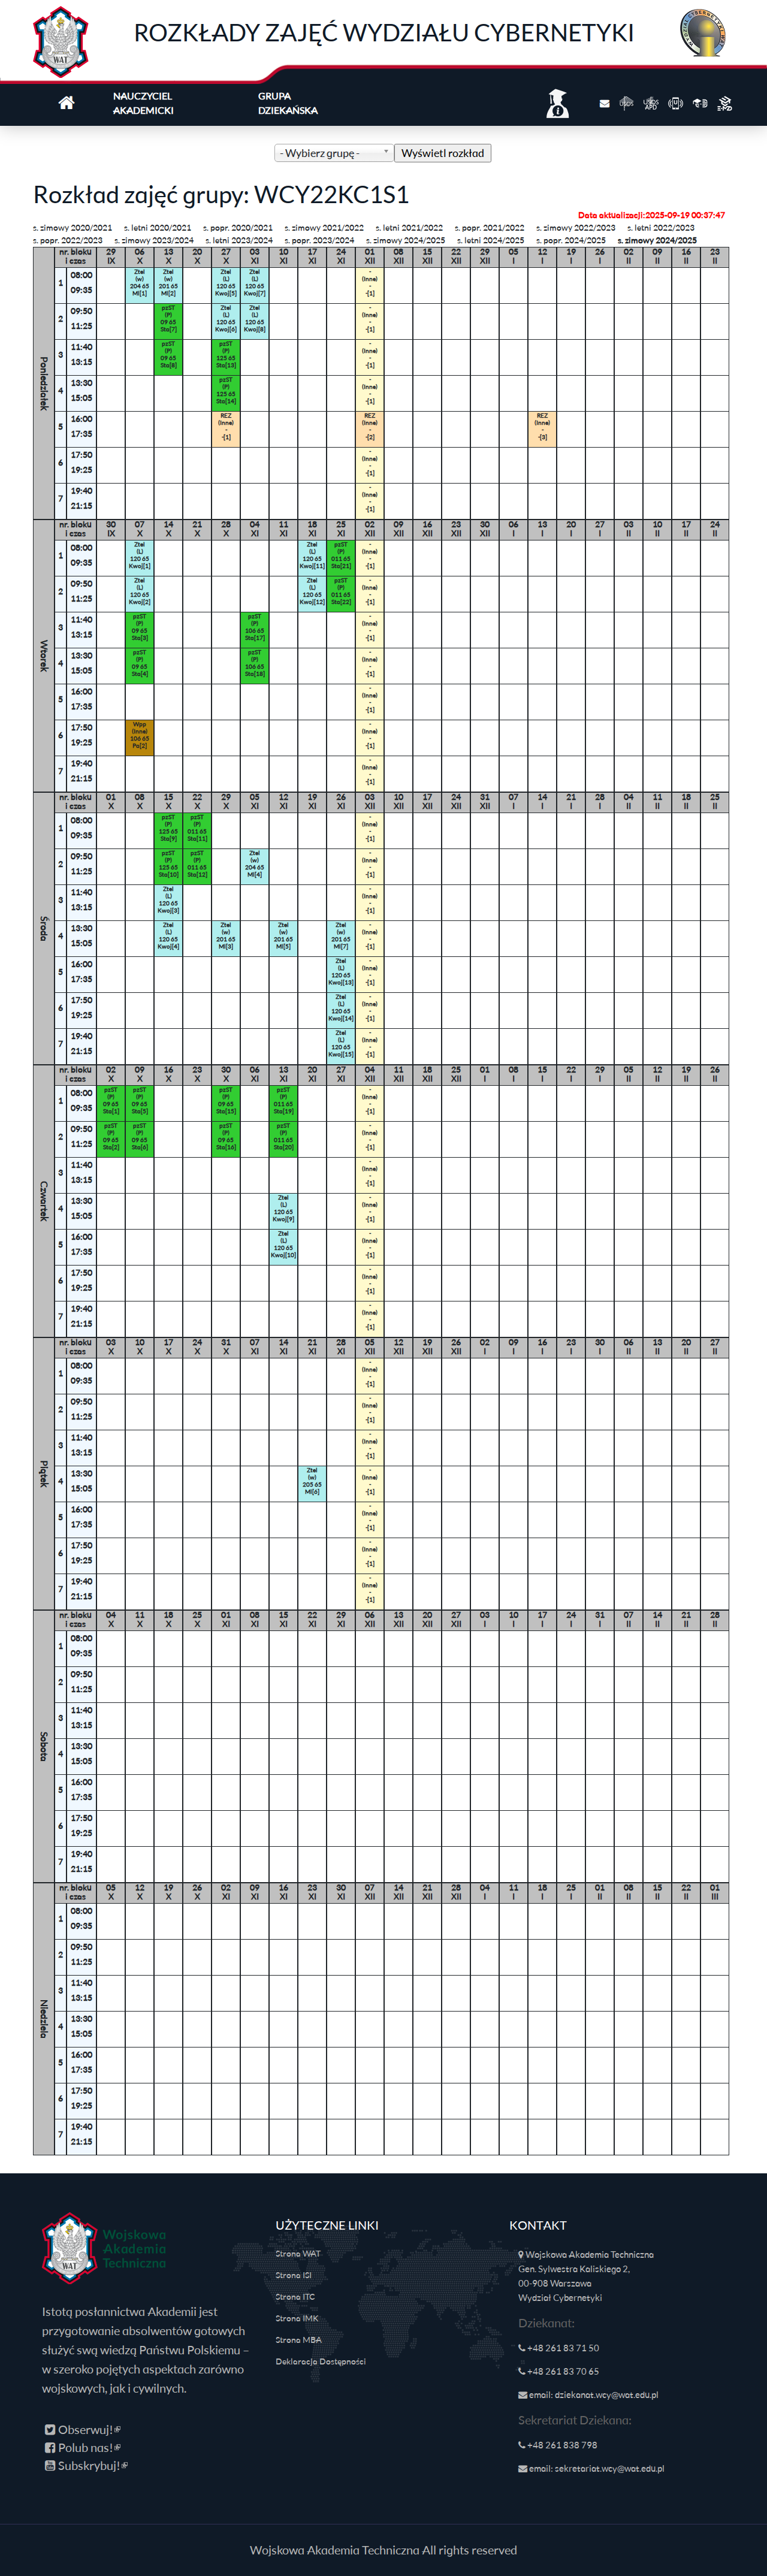 ROZKŁADY ZAJĘĆ WYDZIAŁU CYBERNETYKI
WAT
NAUCZYCIEL AKADEMICKI
GRUPA DZIEKAŃSKA
- Wybierz grupę -
Wyświetl rozkład
Rozkład zajęć grupy: WCY22KC1S1
Data aktualizacji:2025-09-19 00:37:47
s. zimowy 2020/2021 s. letni 2020/2021 s. popr. 2020/2021 s. zimowy 2021/2022 s. letni 2021/2022 s. popr. 2021/2022 s. zimowy 2022/2023 s. letni 2022/2023
s. popr. 2022/2023 s. zimowy 2023/2024 s. letni 2023/2024 s. popr. 2023/2024 s. zimowy 2024/2025 s. letni 2024/2025 s. popr. 2024/2025 s. zimowy 2024/2025
Poniedziałek
nr. bloku 29 06 13 20 27 03 10 17 24 01 08 15 22 29 05 12 19 26 02 09 16 23
i czas IX X X X X XI XI XI XI XII XII XII XII XII I I I I II II II II
1 08:00 09:35 Ztel (w) 204 65 Mi[1] Ztel (w) 201 65 Mi[2] Ztel (L) 120 65 Kwoj[5] Ztel (L) 120 65 Kwoj[7] - (Inne) - -[1]
2 09:50 11:25 pzST (P) 09 65 Sta[7] Ztel (L) 120 65 Kwoj[6] Ztel (L) 120 65 Kwoj[8] - (Inne) - -[1]
3 11:40 13:15 pzST (P) 09 65 Sta[8] pzST (P) 125 65 Sta[13] - (Inne) - -[1]
4 13:30 15:05 pzST (P) 125 65 Sta[14] - (Inne) - -[1]
5 16:00 17:35 REZ (Inne) - -[1] REZ (Inne) - -[2] REZ (Inne) - -[3]
6 17:50 19:25 - (Inne) - -[1]
7 19:40 21:15 - (Inne) - -[1]
Wtorek
nr. bloku 30 07 14 21 28 04 11 18 25 02 09 16 23 30 06 13 20 27 03 10 17 24
i czas IX X X X X XI XI XI XI XII XII XII XII XII I I I I II II II II
1 08:00 09:35 Ztel (L) 120 65 Kwoj[1] Ztel (L) 120 65 Kwoj[11] pzST (P) 011 65 Sta[21] - (Inne) - -[1]
2 09:50 11:25 Ztel (L) 120 65 Kwoj[2] Ztel (L) 120 65 Kwoj[12] pzST (P) 011 65 Sta[22] - (Inne) - -[1]
3 11:40 13:15 pzST (P) 09 65 Sta[3] pzST (P) 106 65 Sta[17] - (Inne) - -[1]
4 13:30 15:05 pzST (P) 09 65 Sta[4] pzST (P) 106 65 Sta[18] - (Inne) - -[1]
5 16:00 17:35 - (Inne) - -[1]
6 17:50 19:25 Wpp (Inne) 106 65 Pa[2] - (Inne) - -[1]
7 19:40 21:15 - (Inne) - -[1]
Środa
nr. bloku 01 08 15 22 29 05 12 19 26 03 10 17 24 31 07 14 21 28 04 11 18 25
i czas X X X X X XI XI XI XI XII XII XII XII XII I I I I II II II II
1 08:00 09:35 pzST (P) 125 65 Sta[9] pzST (P) 011 65 Sta[11] - (Inne) - -[1]
2 09:50 11:25 pzST (P) 125 65 Sta[10] pzST (P) 011 65 Sta[12] Ztel (w) 204 65 Mi[4] - (Inne) - -[1]
3 11:40 13:15 Ztel (L) 120 65 Kwoj[3] - (Inne) - -[1]
4 13:30 15:05 Ztel (L) 120 65 Kwoj[4] Ztel (w) 201 65 Mi[3] Ztel (w) 201 65 Mi[5] Ztel (w) 201 65 Mi[7] - (Inne) - -[1]
5 16:00 17:35 Ztel (L) 120 65 Kwoj[13] - (Inne) - -[1]
6 17:50 19:25 Ztel (L) 120 65 Kwoj[14] - (Inne) - -[1]
7 19:40 21:15 Ztel (L) 120 65 Kwoj[15] - (Inne) - -[1]
Czwartek
nr. bloku 02 09 16 23 30 06 13 20 27 04 11 18 25 01 08 15 22 29 05 12 19 26
i czas X X X X X XI XI XI XI XII XII XII XII I I I I I II II II II
1 08:00 09:35 pzST (P) 09 65 Sta[1] pzST (P) 09 65 Sta[5] pzST (P) 09 65 Sta[15] pzST (P) 011 65 Sta[19] - (Inne) - -[1]
2 09:50 11:25 pzST (P) 09 65 Sta[2] pzST (P) 09 65 Sta[6] pzST (P) 09 65 Sta[16] pzST (P) 011 65 Sta[20] - (Inne) - -[1]
3 11:40 13:15 - (Inne) - -[1]
4 13:30 15:05 Ztel (L) 120 65 Kwoj[9] - (Inne) - -[1]
5 16:00 17:35 Ztel (L) 120 65 Kwoj[10] - (Inne) - -[1]
6 17:50 19:25 - (Inne) - -[1]
7 19:40 21:15 - (Inne) - -[1]
Piątek
nr. bloku 03 10 17 24 31 07 14 21 28 05 12 19 26 02 09 16 23 30 06 13 20 27
i czas X X X X X XI XI XI XI XII XII XII XII I I I I I II II II II
1 08:00 09:35 - (Inne) - -[1]
2 09:50 11:25 - (Inne) - -[1]
3 11:40 13:15 - (Inne) - -[1]
4 13:30 15:05 Ztel (w) 205 65 Mi[6] - (Inne) - -[1]
5 16:00 17:35 - (Inne) - -[1]
6 17:50 19:25 - (Inne) - -[1]
7 19:40 21:15 - (Inne) - -[1]
Sobota
nr. bloku 04 11 18 25 01 08 15 22 29 06 13 20 27 03 10 17 24 31 07 14 21 28
i czas X X X X XI XI XI XI XI XII XII XII XII I I I I I II II II II
1 08:00 09:35
2 09:50 11:25
3 11:40 13:15
4 13:30 15:05
5 16:00 17:35
6 17:50 19:25
7 19:40 21:15
Niedziela
nr. bloku 05 12 19 26 02 09 16 23 30 07 14 21 28 04 11 18 25 01 08 15 22 01
i czas X X X X XI XI XI XI XI XII XII XII XII I I I I II II II II III
1 08:00 09:35
2 09:50 11:25
3 11:40 13:15
4 13:30 15:05
5 16:00 17:35
6 17:50 19:25
7 19:40 21:15
WAT
Wojskowa
Akademia
Techniczna
Istotą posłannictwa Akademii jest
przygotowanie absolwentów gotowych
służyć swą wiedzą Państwu Polskiemu –
w szeroko pojętych aspektach zarówno
wojskowych, jak i cywilnych.
Obserwuj!
Polub nas!
Subskrybuj!
UŻYTECZNE LINKI
Strona WAT
Strona ISI
Strona ITC
Strona IMK
Strona MBA
Deklaracja Dostępności
KONTAKT
Wojskowa Akademia Techniczna
Gen. Sylwestra Kaliskiego 2,
00-908 Warszawa
Wydział Cybernetyki
Dziekanat:
+48 261 83 71 50
+48 261 83 70 65
email: dziekanat.wcy@wat.edu.pl
Sekretariat Dziekana:
+48 261 838 798
email: sekretariat.wcy@wat.edu.pl
Wojskowa Akademia Techniczna All rights reserved